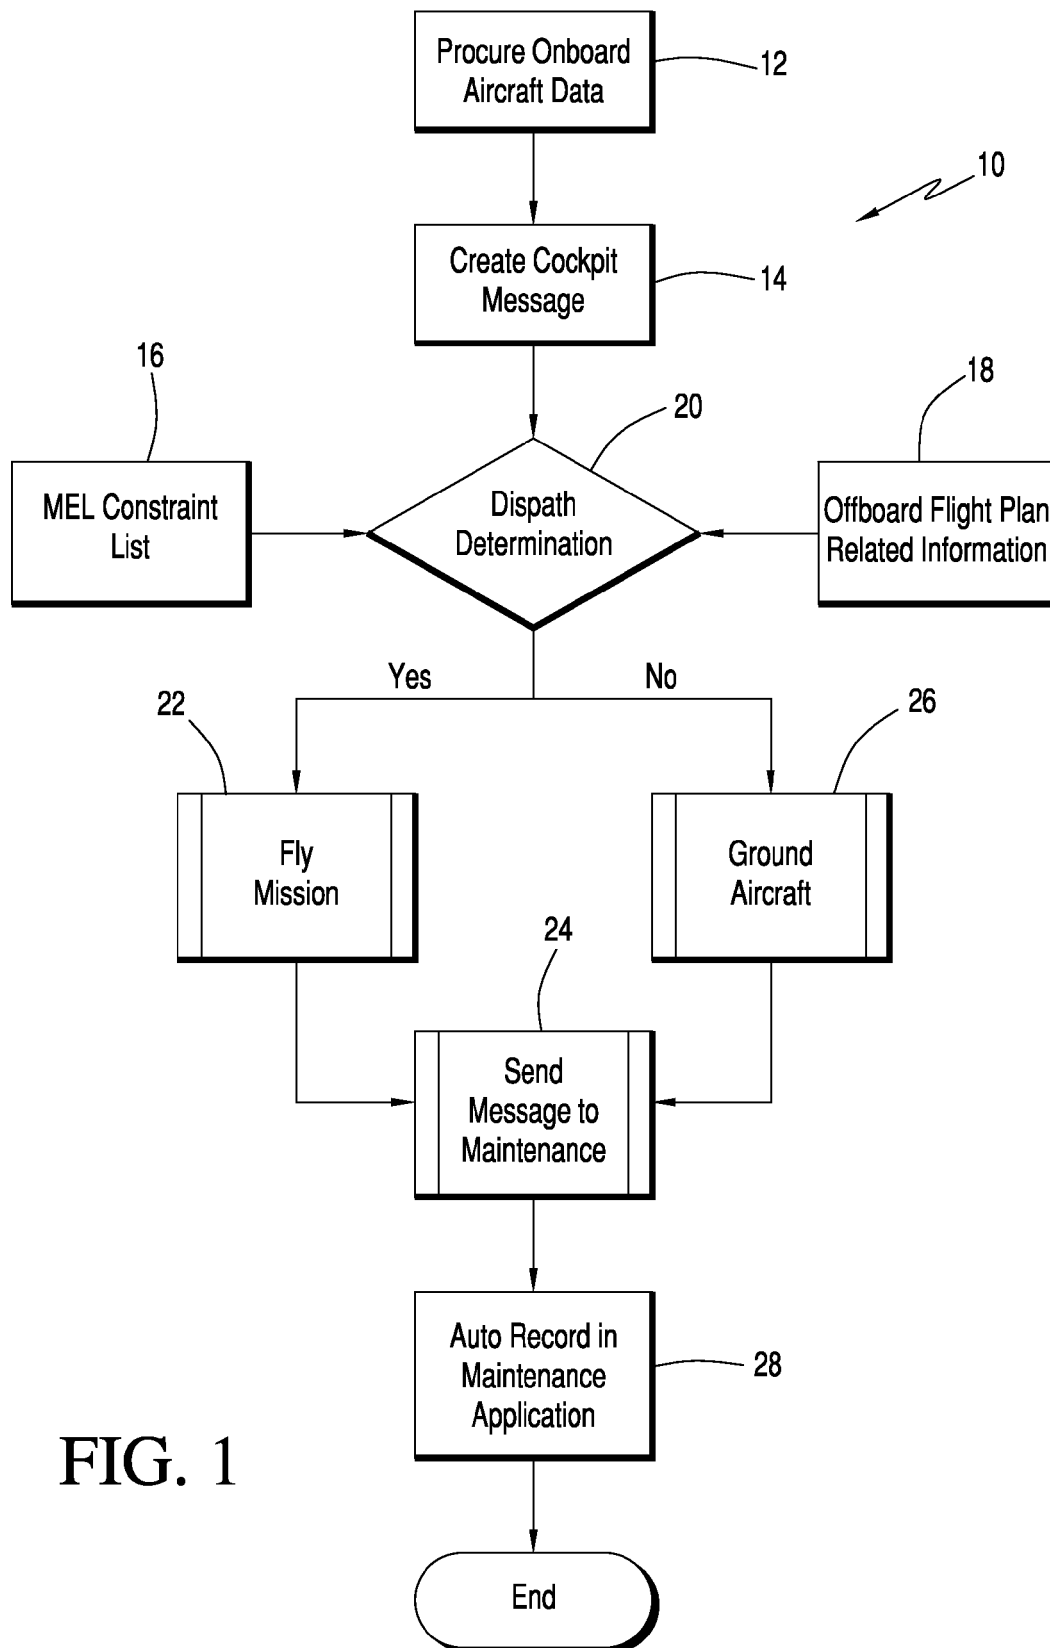 Procure Onboard
Aircraft Data
12
10
Create Cockpit
Message
14
16
18
20
MEL Constraint
List
Dispath
Determination
Offboard Flight Plan
Related Information
Yes
No
22
26
Fly
Mission
Ground
Aircraft
24
Send
Message to
Maintenance
Auto Record in
Maintenance
Application
28
FIG. 1
End